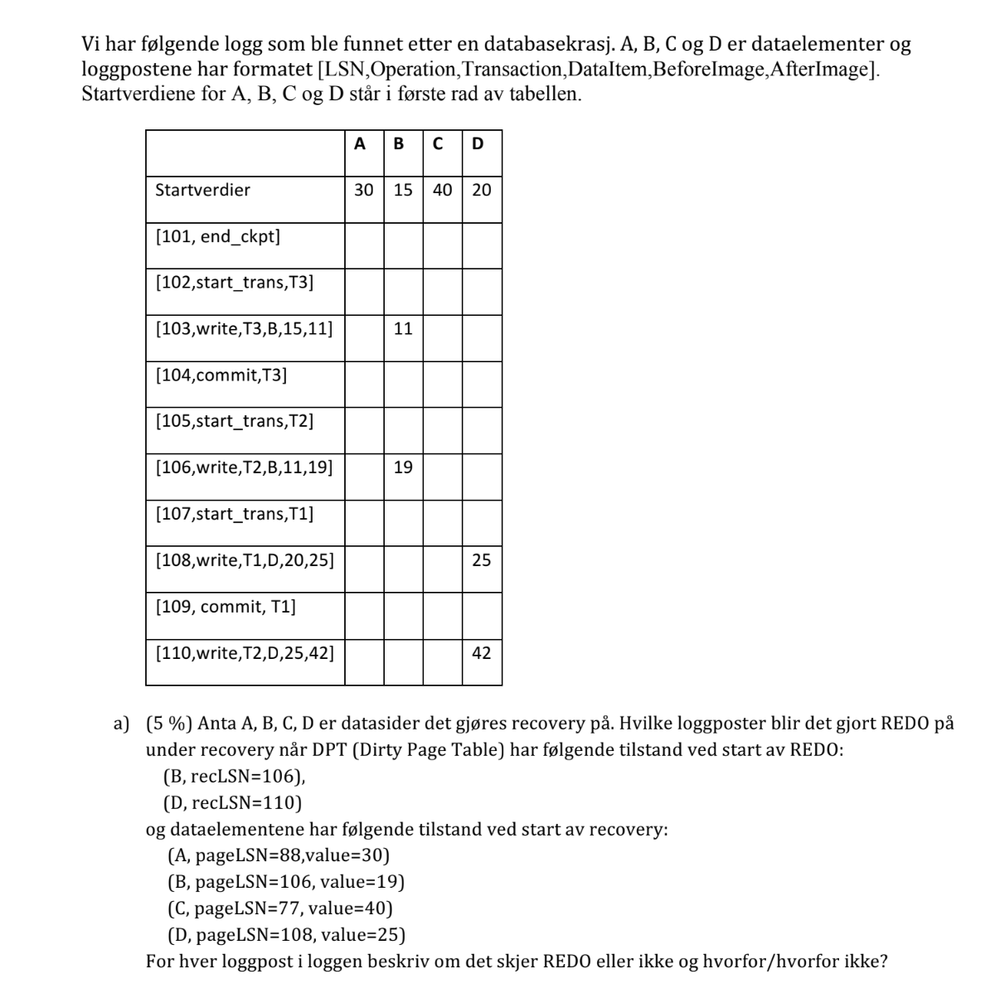 Vi har følgende logg som ble funnet etter en databasekrasj. A, B, C og D er dataelementer og
loggpostene har formatet [LSN,Operation,Transaction,DataItem,BeforeImage,AfterImage].
Startverdiene for A, B, C og D står i første rad av tabellen.
A B C D
Startverdier 30 15 40 20
[101, end_ckpt]
[102,start_trans,T3]
[103,write,T3,B,15,11] 11
[104,commit,T3]
[105,start_trans,T2]
[106,write,T2,B,11,19] 19
[107,start_trans,T1]
[108,write,T1,D,20,25] 25
[109, commit, T1]
[110,write,T2,D,25,42] 42
a) (5 %) Anta A, B, C, D er datasider det gjøres recovery på. Hvilke loggposter blir det gjort REDO på
under recovery når DPT (Dirty Page Table) har følgende tilstand ved start av REDO:
(B, recLSN=106),
(D, recLSN=110)
og dataelementene har følgende tilstand ved start av recovery:
(A, pageLSN=88,value=30)
(B, pageLSN=106, value=19)
(C, pageLSN=77, value=40)
(D, pageLSN=108, value=25)
For hver loggpost i loggen beskriv om det skjer REDO eller ikke og hvorfor/hvorfor ikke?